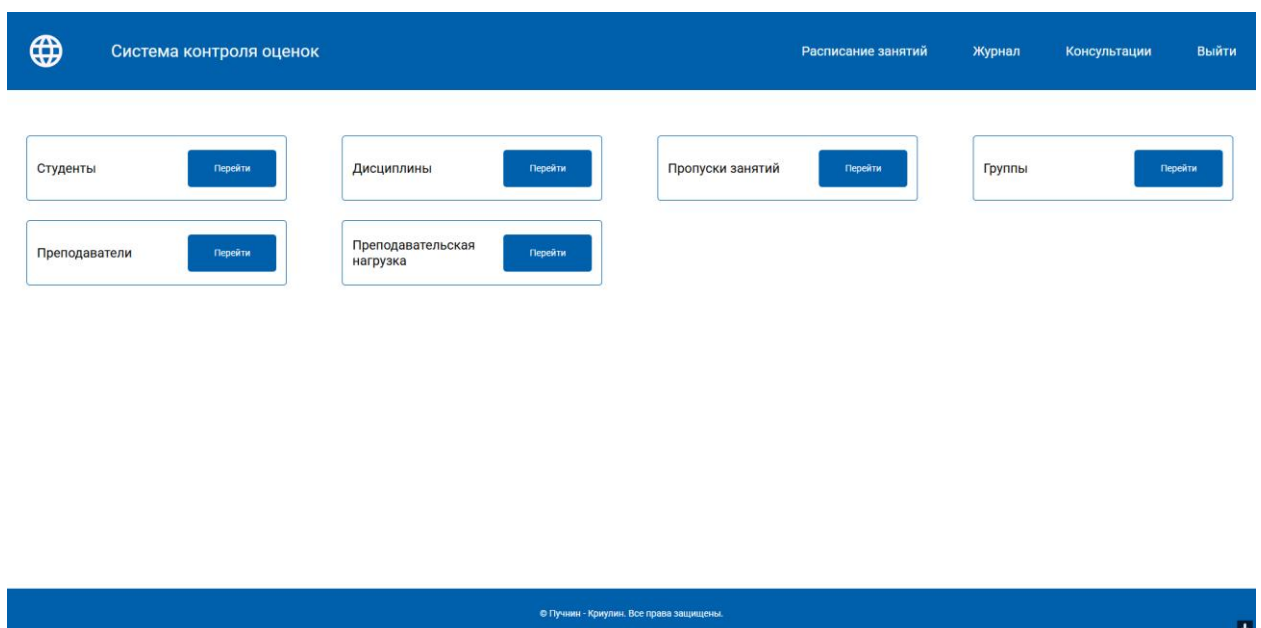 Система контроля оценок
Расписание занятий
Журнал
Консультации
Выйти
Студенты
Перейти
Дисциплины
Перейти
Пропуски занятий
Перейти
Группы
Перейти
Преподаватели
Перейти
Преподавательская
нагрузка
Перейти
© Пучнин - Криулин. Все права защищены.